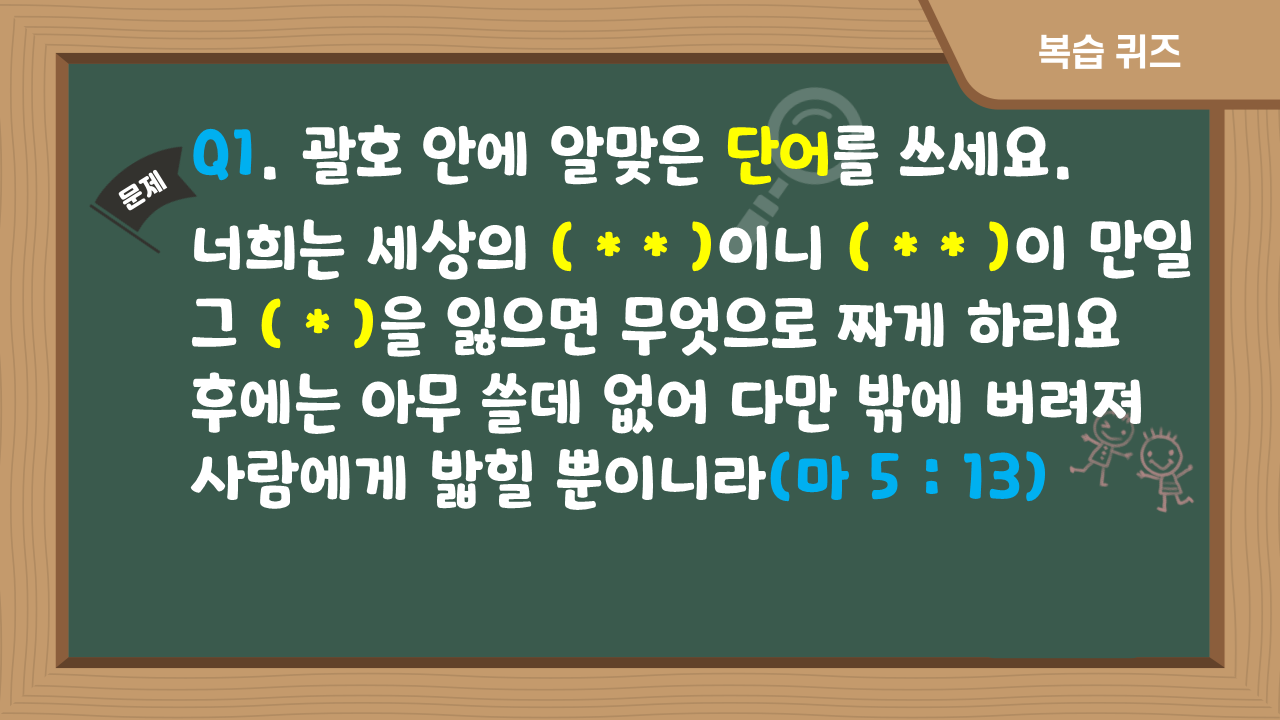 복습 퀴즈
문제
Q1. 괄호 안에 알맞은 단어를 쓰세요.
너희는 세상의 ( * * )이니 ( * * )이 만일
그 ( * )을 잃으면 무엇으로 짜게 하리요
후에는 아무 쓸데 없어 다만 밖에 버려져
사람에게 밟힐 뿐이니라(마 5 : 13)